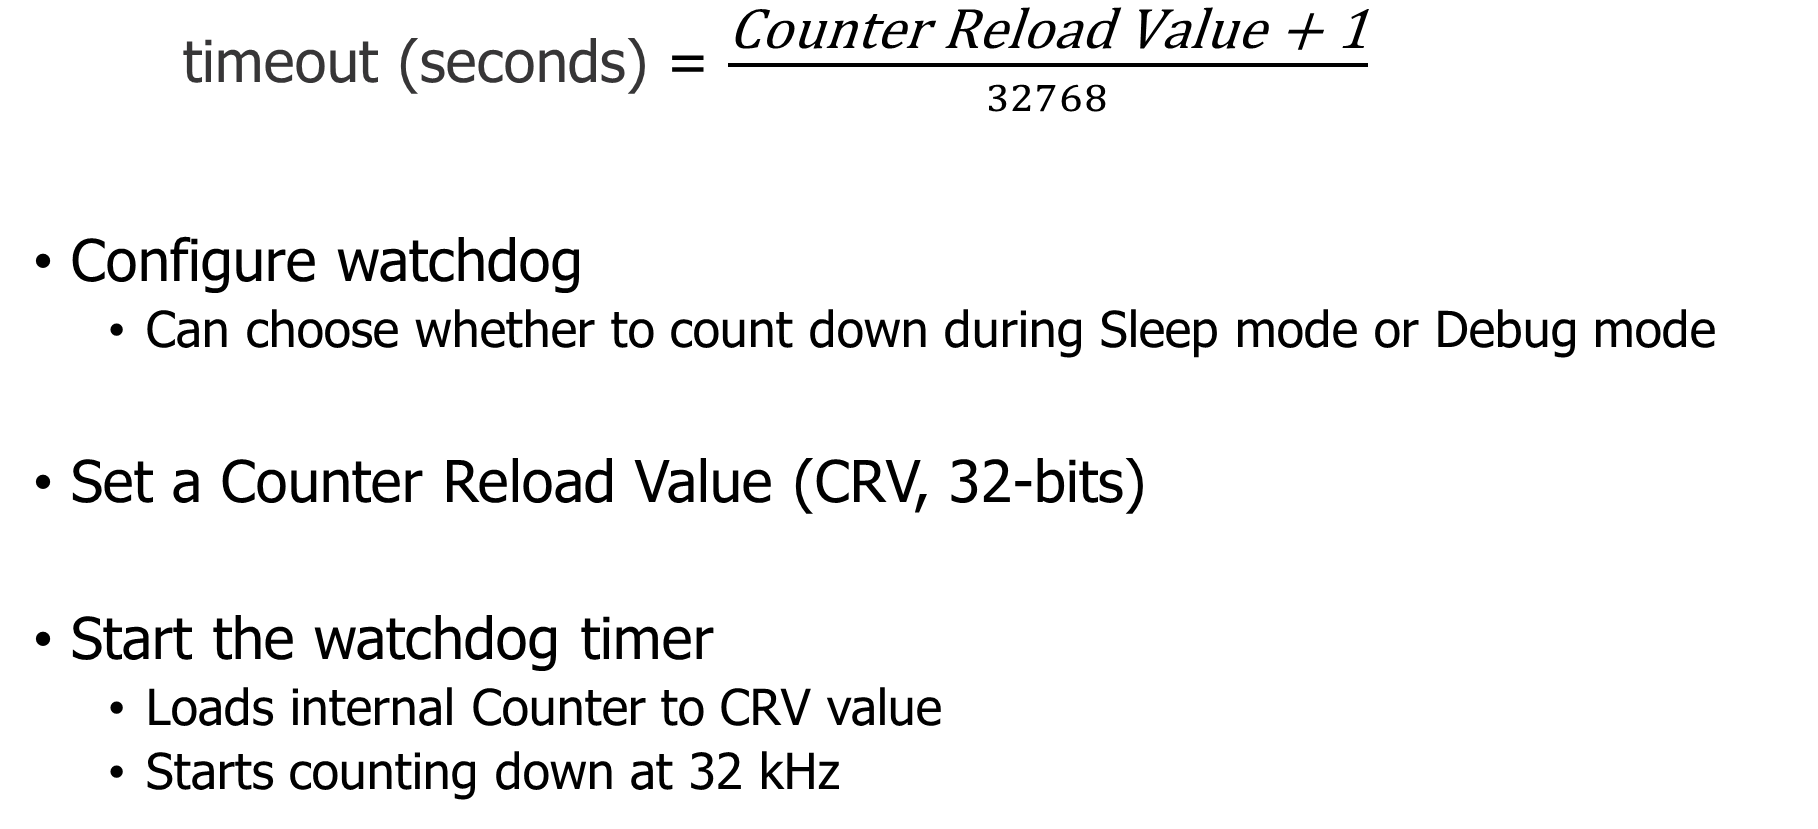 timeout (seconds) = Counter Reload Value + 1
32768
• Configure watchdog
• Can choose whether to count down during Sleep mode or Debug mode
• Set a Counter Reload Value (CRV, 32-bits)
• Start the watchdog timer
• Loads internal Counter to CRV value
• Starts counting down at 32 kHz